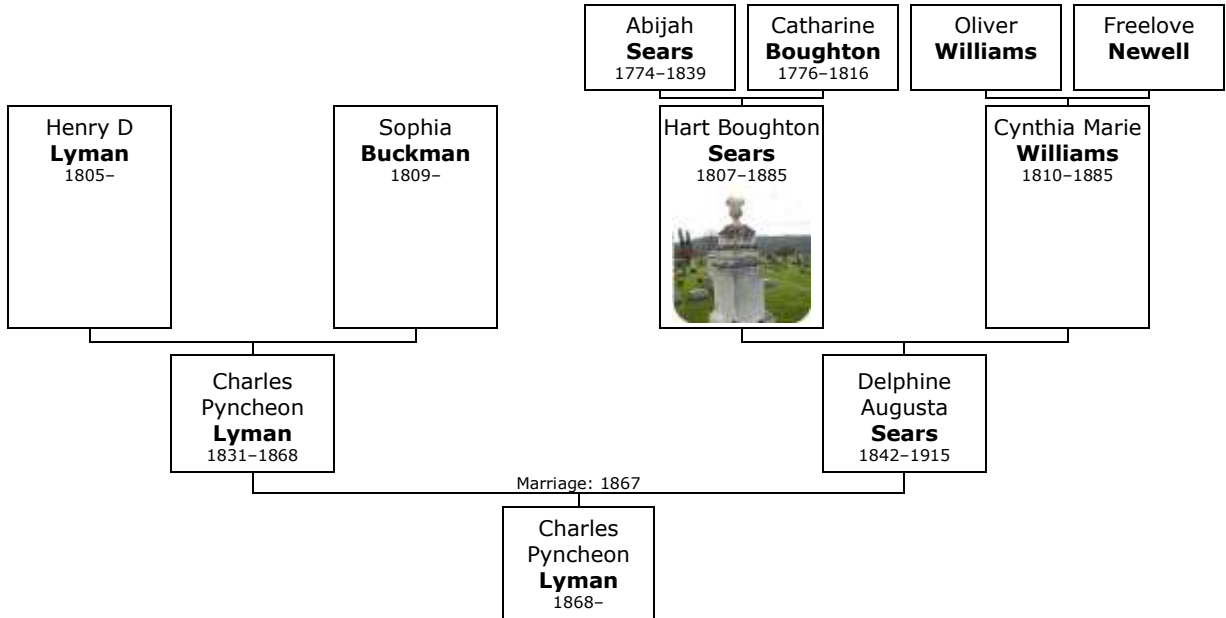 Abijah
Sears
1774–1839
Catharine
Boughton
1776–1816
Oliver
Williams
Freelove
Newell
Henry D
Lyman
1805–
Sophia
Buckman
1809–
Hart Boughton
Sears
1807–1885
Cynthia Marie
Williams
1810–1885
Charles
Pyncheon
Lyman
1831–1868
Delphine
Augusta
Sears
1842–1915
Marriage: 1867
Charles
Pyncheon
Lyman
1868–